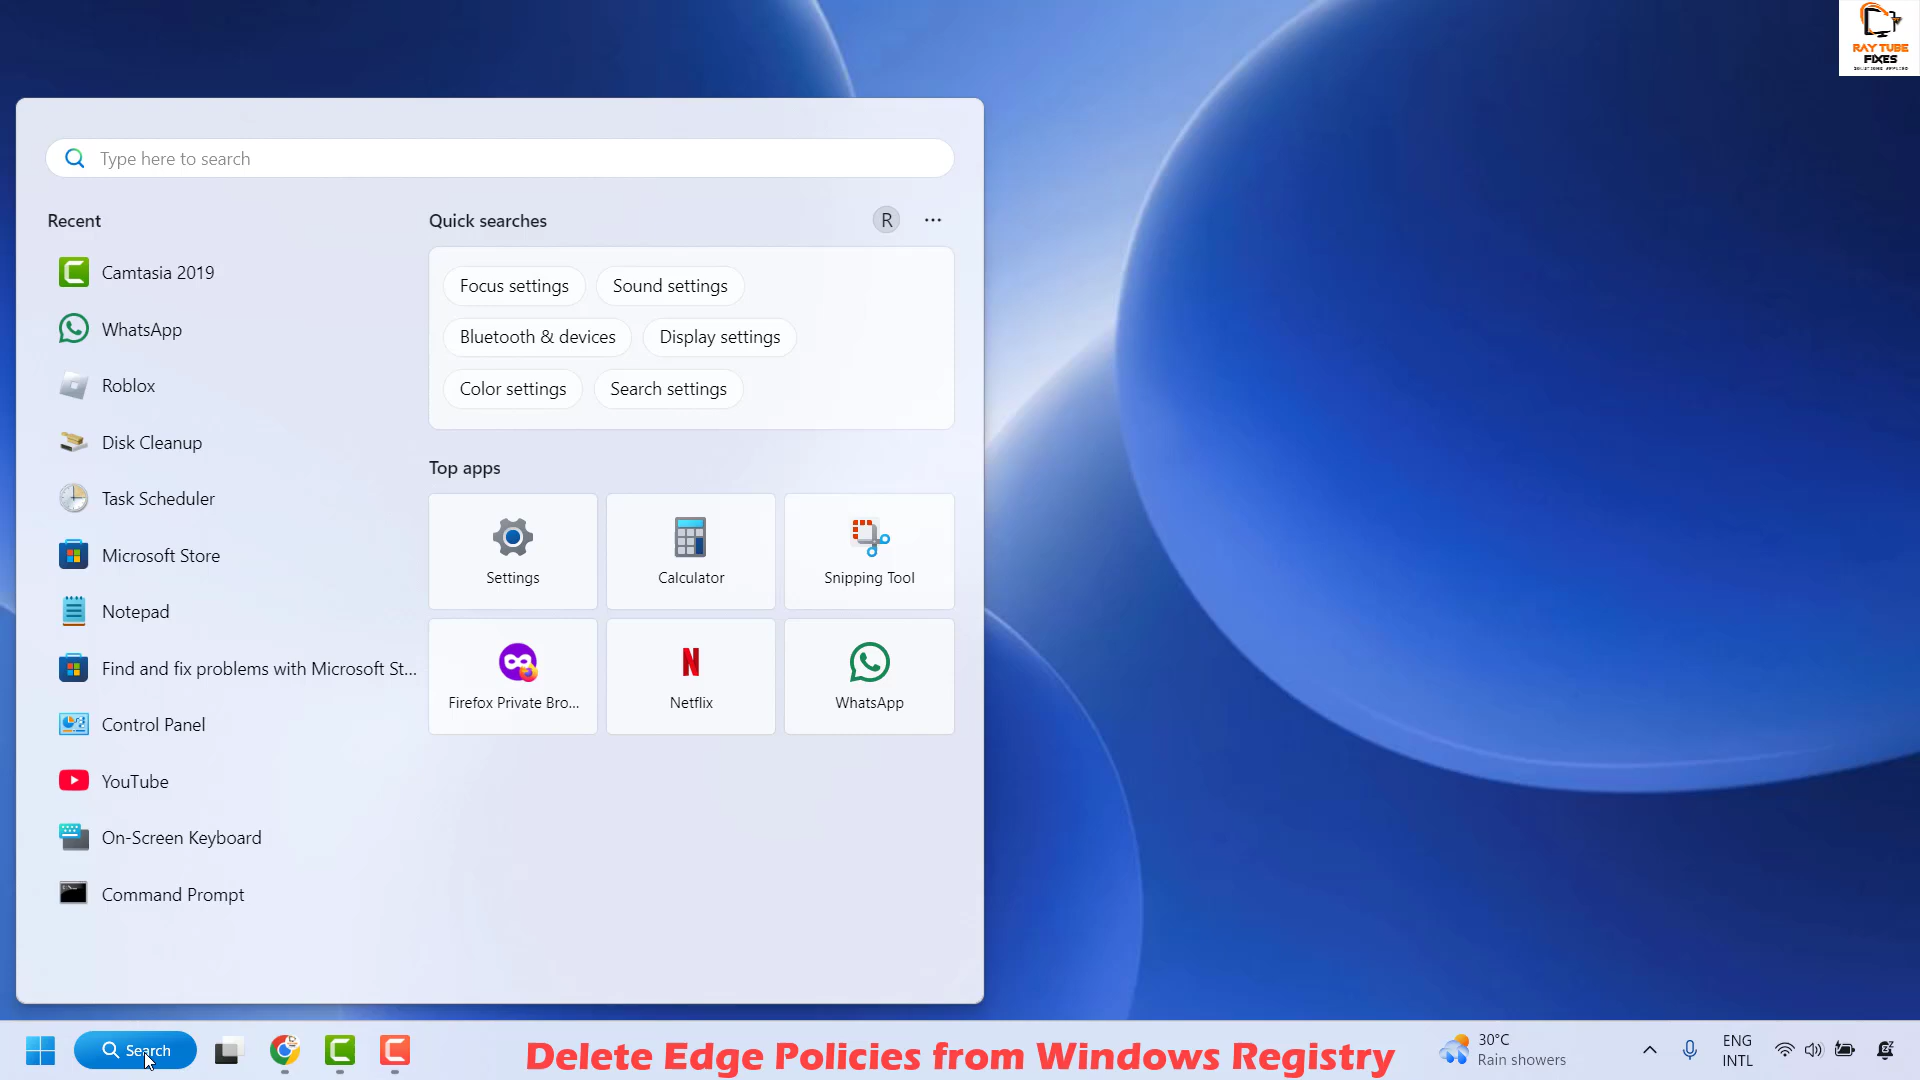 RAY TUBE
FIXES
Type here to search
Recent
Camtasia 2019
WhatsApp
Roblox
Disk Cleanup
Task Scheduler
Microsoft Store
Notepad
Find and fix problems with Microsoft St...
Control Panel
YouTube
On-Screen Keyboard
Command Prompt
Quick searches
R
Focus settings
Sound settings
Bluetooth & devices
Display settings
Color settings
Search settings
Top apps
Settings
Calculator
Snipping Tool
Firefox Private Bro...
Netflix
WhatsApp
Search
Delete Edge Policies from Windows Registry
30°C
Rain showers
ENG
INTL